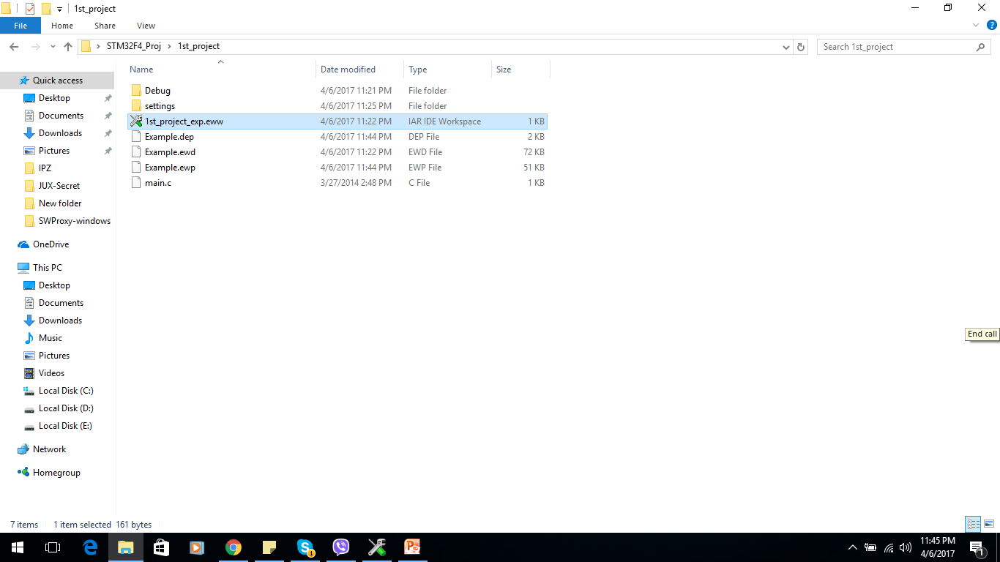 1st_project
File Home Share View
STM32F4_Proj 1st_project
Search 1st_project
Name Date modified Type Size
Quick access
Desktop
Documents
Downloads
Pictures
IPZ
JUX-Secret
New folder
SWProxy-windows
OneDrive
This PC
Desktop
Documents
Downloads
Music
Pictures
Videos
Local Disk (C:)
Local Disk (D:)
Local Disk (E:)
Network
Homegroup
Debug 4/6/2017 11:21 PM File folder
settings 4/6/2017 11:25 PM File folder
1st_project_exp.eww 4/6/2017 11:22 PM IAR IDE Workspace 1 KB
Example.dep 4/6/2017 11:44 PM DEP File 2 KB
Example.ewd 4/6/2017 11:22 PM EWD File 72 KB
Example.ewp 4/6/2017 11:44 PM EWP File 51 KB
main.c 3/27/2014 2:48 PM C File 1 KB
End call
7 items 1 item selected 161 bytes
11:45 PM
4/6/2017
1